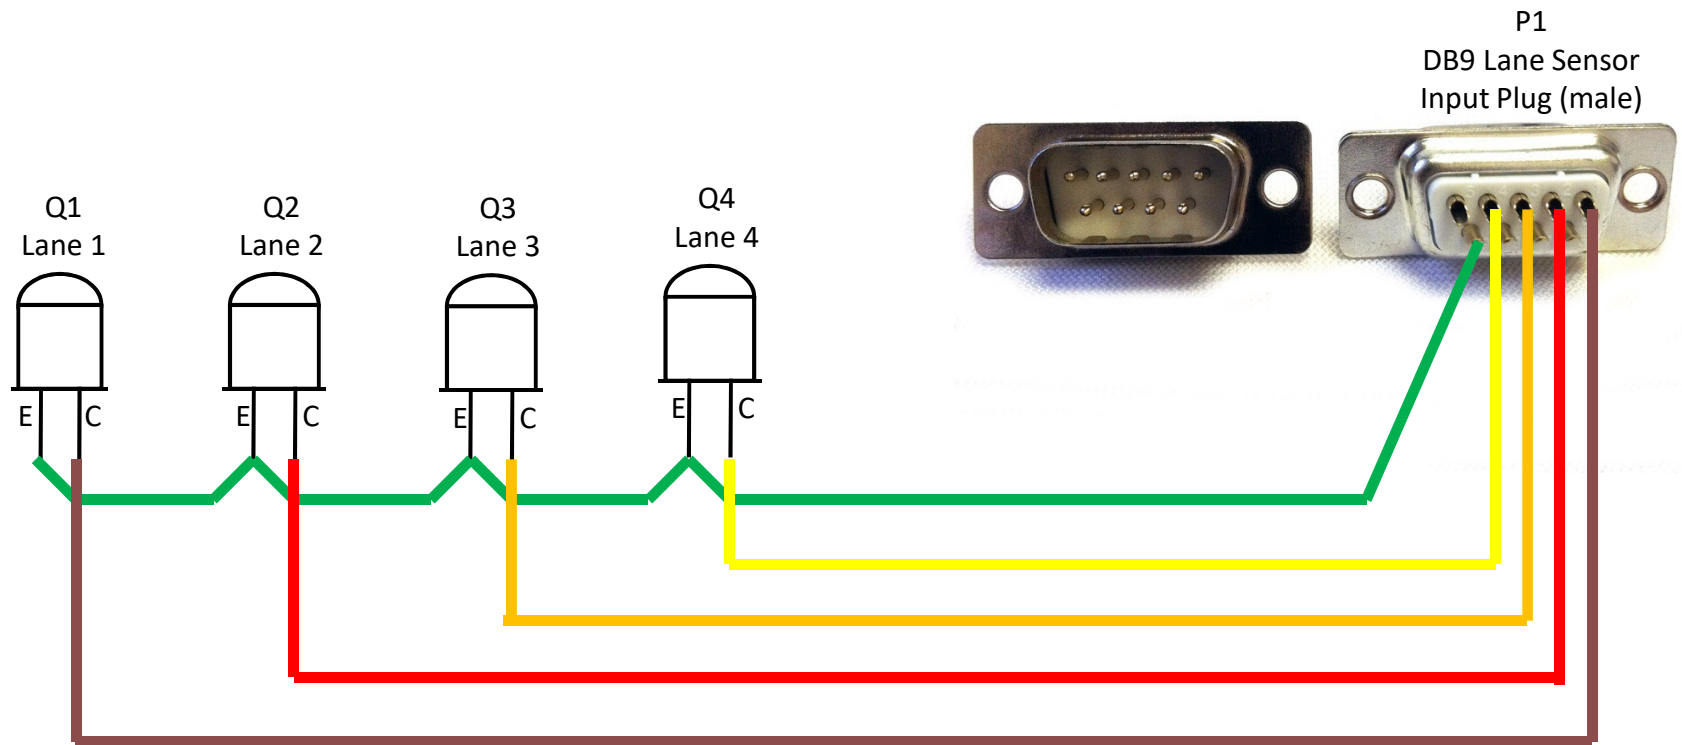 P1
DB9 Lane Sensor
Input Plug (male)
Q1
Lane 1
Q2
Lane 2
Q3
Lane 3
Q4
Lane 4
E
C
E
C
E
C
E
C